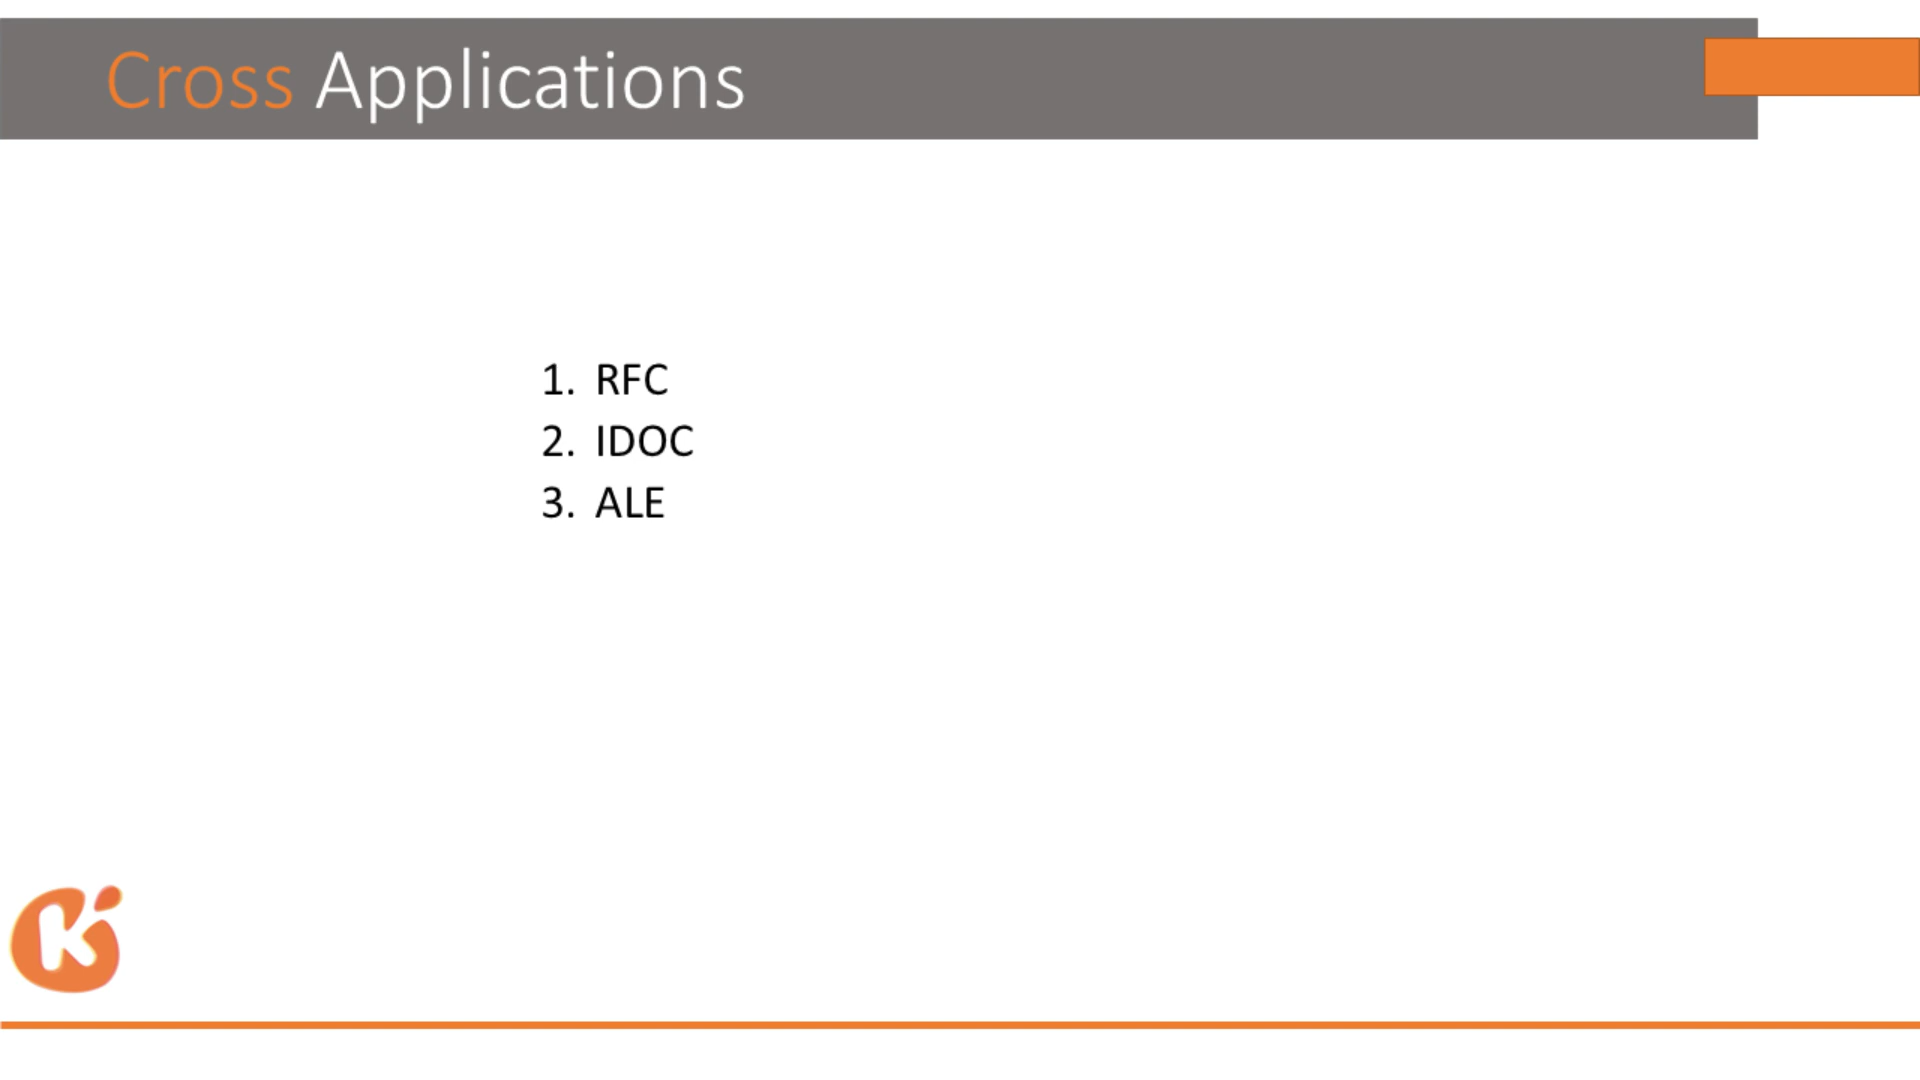 Cross Applications
1. RFC
2. IDOC
3. ALE
K